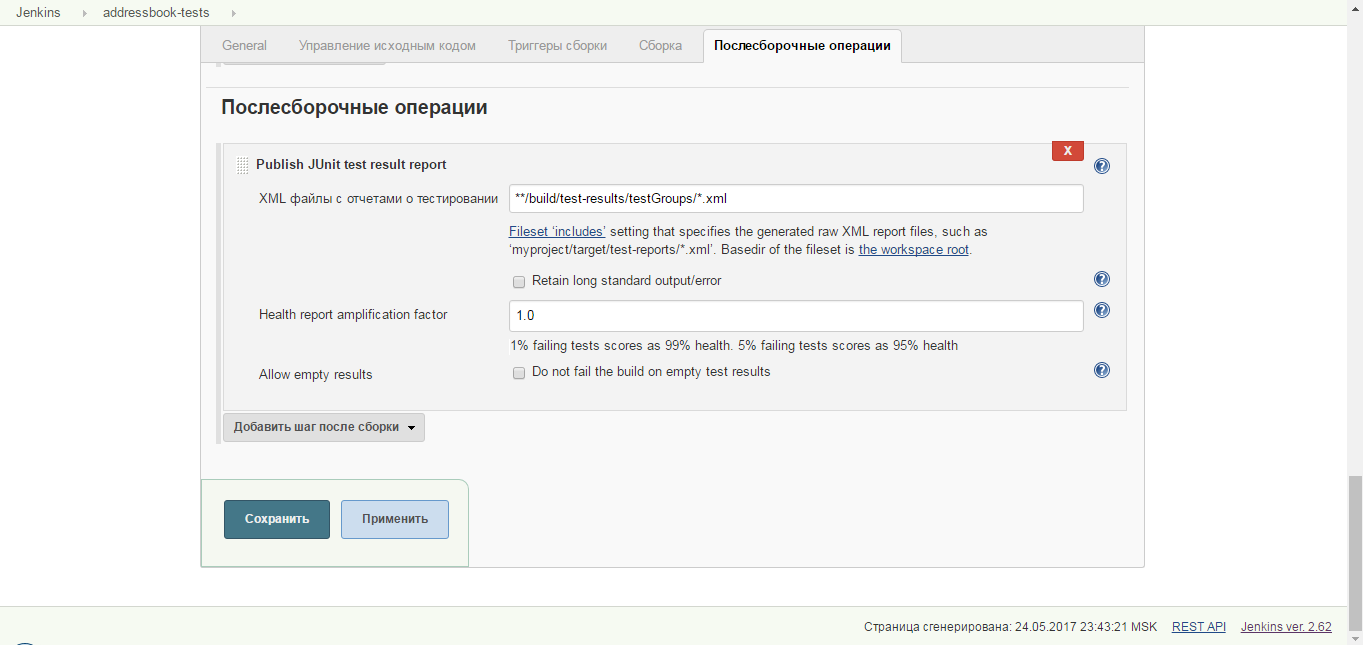 Jenkins
addressbook-tests
General
Управление исходным кодом
Триггеры сборки
Сборка
Послесборочные операции
Послесборочные операции
X
Publish JUnit test result report
XML файлы с отчетами о тестировании
**/build/test-results/testGroups/*.xml
Fileset ‘includes’ setting that specifies the generated raw XML report files, such as
‘myproject/target/test-reports/*.xml’. Basedir of the fileset is the workspace root.
Retain long standard output/error
Health report amplification factor
1.0
1% failing tests scores as 99% health. 5% failing tests scores as 95% health
Allow empty results
Do not fail the build on empty test results
Добавить шаг после сборки
Сохранить
Применить
Страница сгенерирована: 24.05.2017 23:43:21 MSK
REST API
Jenkins ver. 2.62